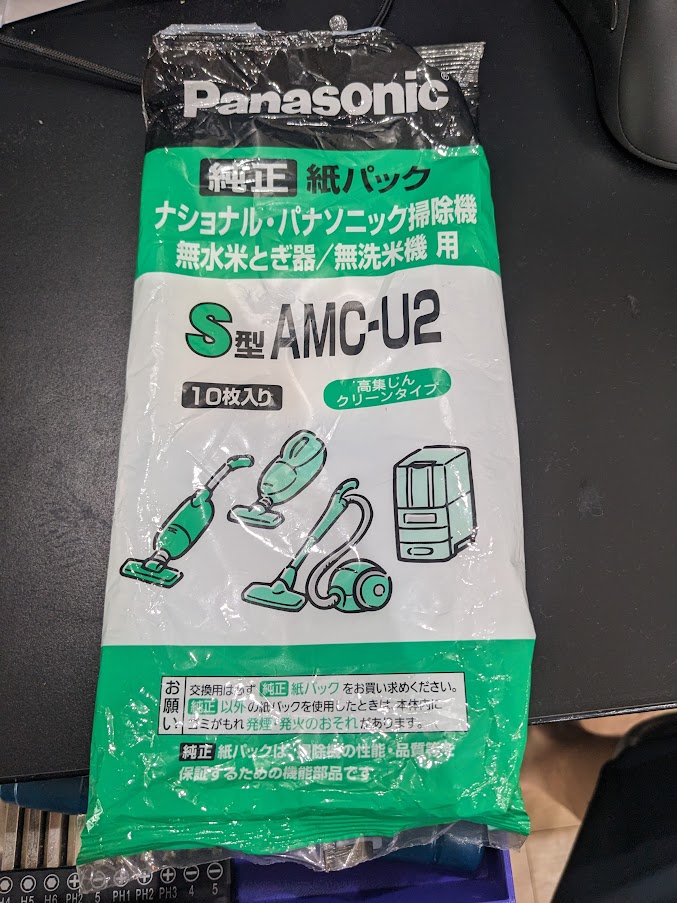 Panasonic®
純正 紙パック
ナショナル・パナソニック掃除機
無水米とぎ器/無洗米機 用
S型 AMC-U2
10枚入り
高集じん
クリーンタイプ
お願い
交換用は必ず 純正 紙パックをお買い求めください。
純正 以外の紙パックを使用したときは、本体内に
ゴミがもれ発煙・発火のおそれがあります。
純正 紙パックは、掃除機の性能・品質を
保証するための機能部品です
H4 H5 H6 PH2 5 PH1 PH2 PH3 4 5